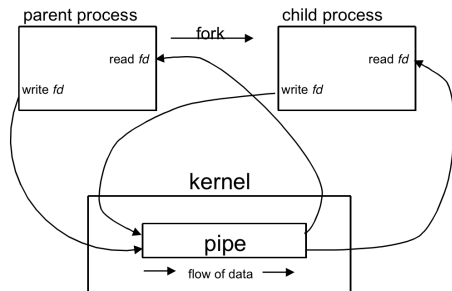 parent process
child process
fork
read fd
read fd
write fd
write fd
kernel
pipe
flow of data